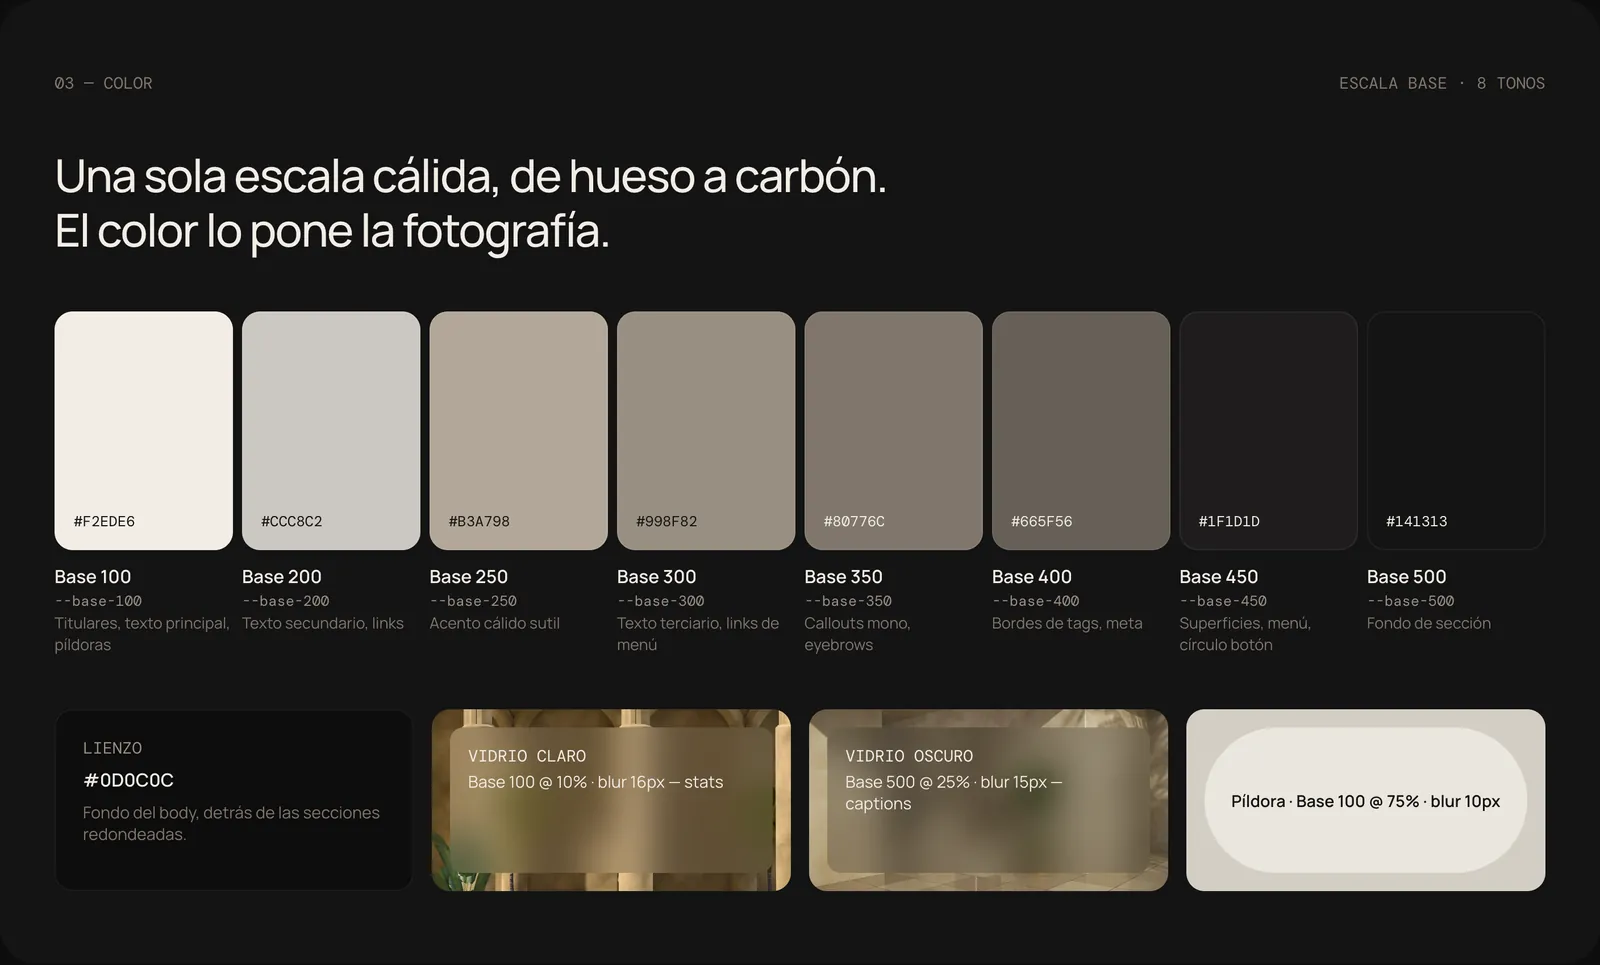 03 — COLOR
ESCALA BASE · 8 TONOS
Una sola escala cálida, de hueso a carbón.
El color lo pone la fotografía.
#F2EDE6
#CCC8C2
#B3A798
#998F82
#80776C
#665F56
#1F1D1D
#141313
Base 100
--base-100
Titulares, texto principal,
píldoras
Base 200
--base-200
Texto secundario, links
Base 250
--base-250
Acento cálido sutil
Base 300
--base-300
Texto terciario, links de
menú
Base 350
--base-350
Callouts mono,
eyebrows
Base 400
--base-400
Bordes de tags, meta
Base 450
--base-450
Superficies, menú,
círculo botón
Base 500
--base-500
Fondo de sección
LIENZO
#0D0C0C
Fondo del body, detrás de las secciones
redondeadas.
VIDRIO CLARO
Base 100 @ 10% · blur 16px — stats
VIDRIO OSCURO
Base 500 @ 25% · blur 15px —
captions
Píldora · Base 100 @ 75% · blur 10px